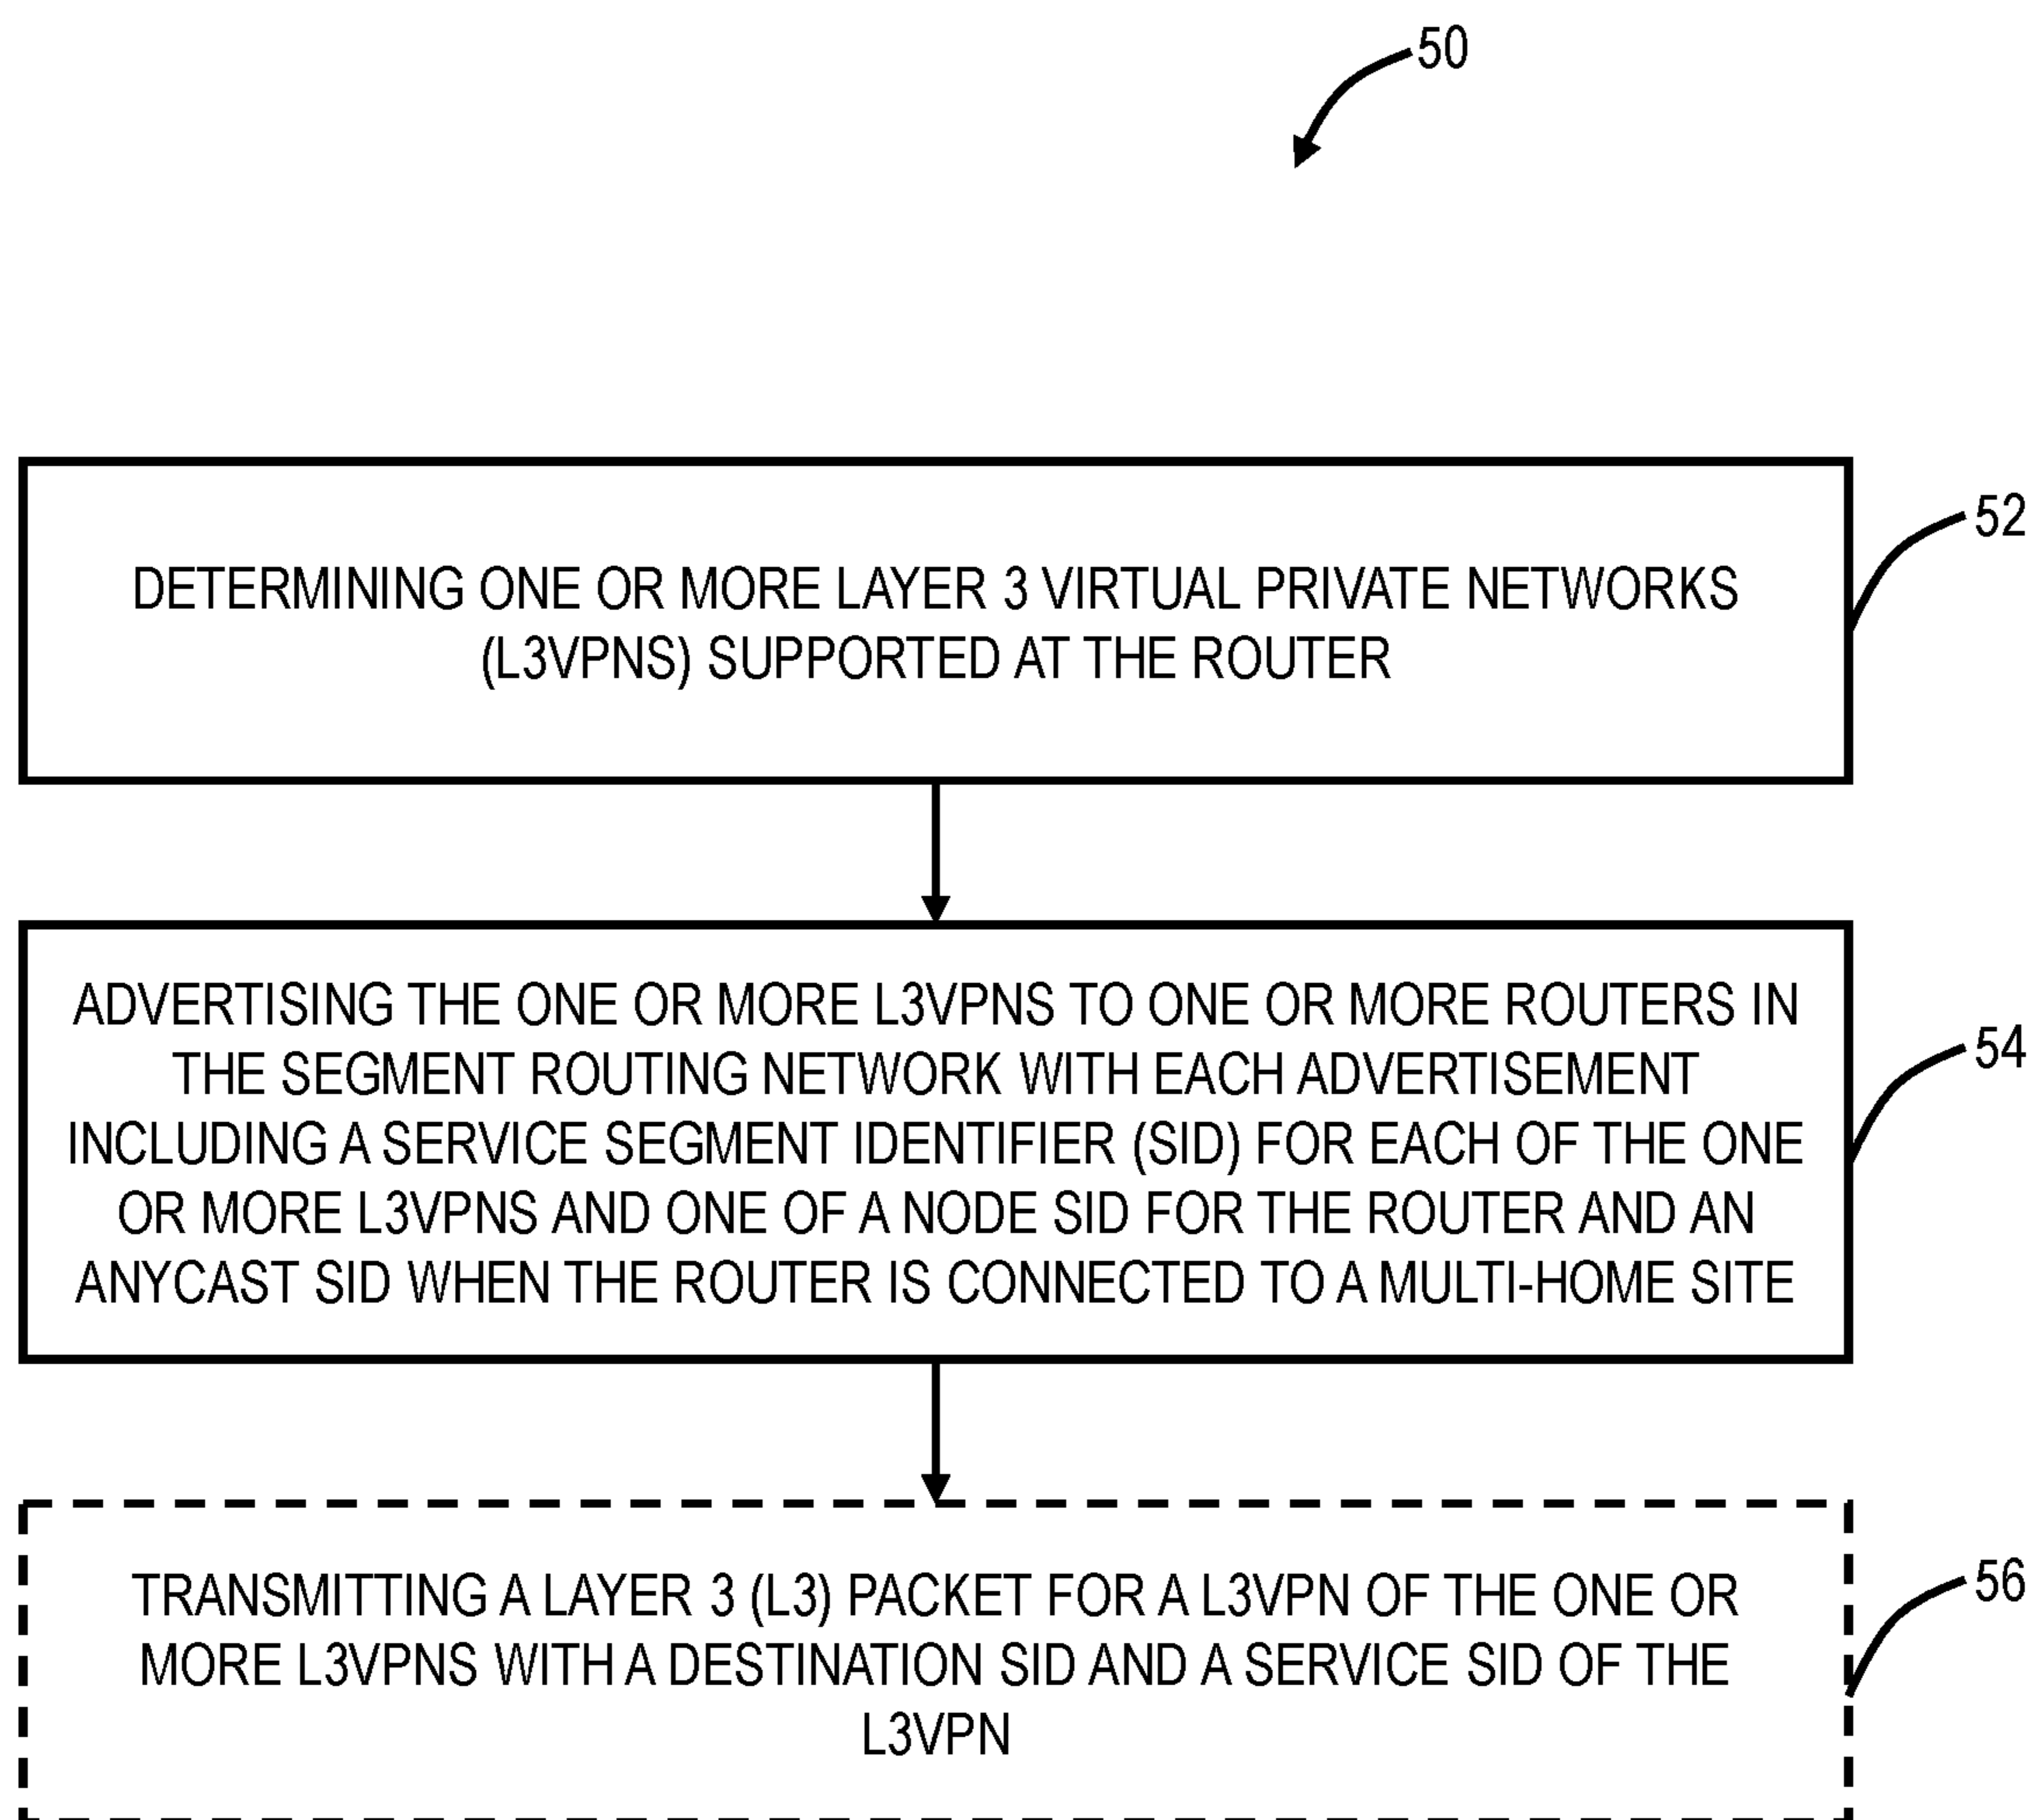 50
52
DETERMINING ONE OR MORE LAYER 3 VIRTUAL PRIVATE NETWORKS
(L3VPNS) SUPPORTED AT THE ROUTER
ADVERTISING THE ONE OR MORE L3VPNS TO ONE OR MORE ROUTERS IN
THE SEGMENT ROUTING NETWORK WITH EACH ADVERTISEMENT
INCLUDING A SERVICE SEGMENT IDENTIFIER (SID) FOR EACH OF THE ONE
OR MORE L3VPNS AND ONE OF A NODE SID FOR THE ROUTER AND AN
ANYCAST SID WHEN THE ROUTER IS CONNECTED TO A MULTI-HOME SITE
54
TRANSMITTING A LAYER 3 (L3) PACKET FOR A L3VPN OF THE ONE OR
MORE L3VPNS WITH A DESTINATION SID AND A SERVICE SID OF THE
L3VPN
56